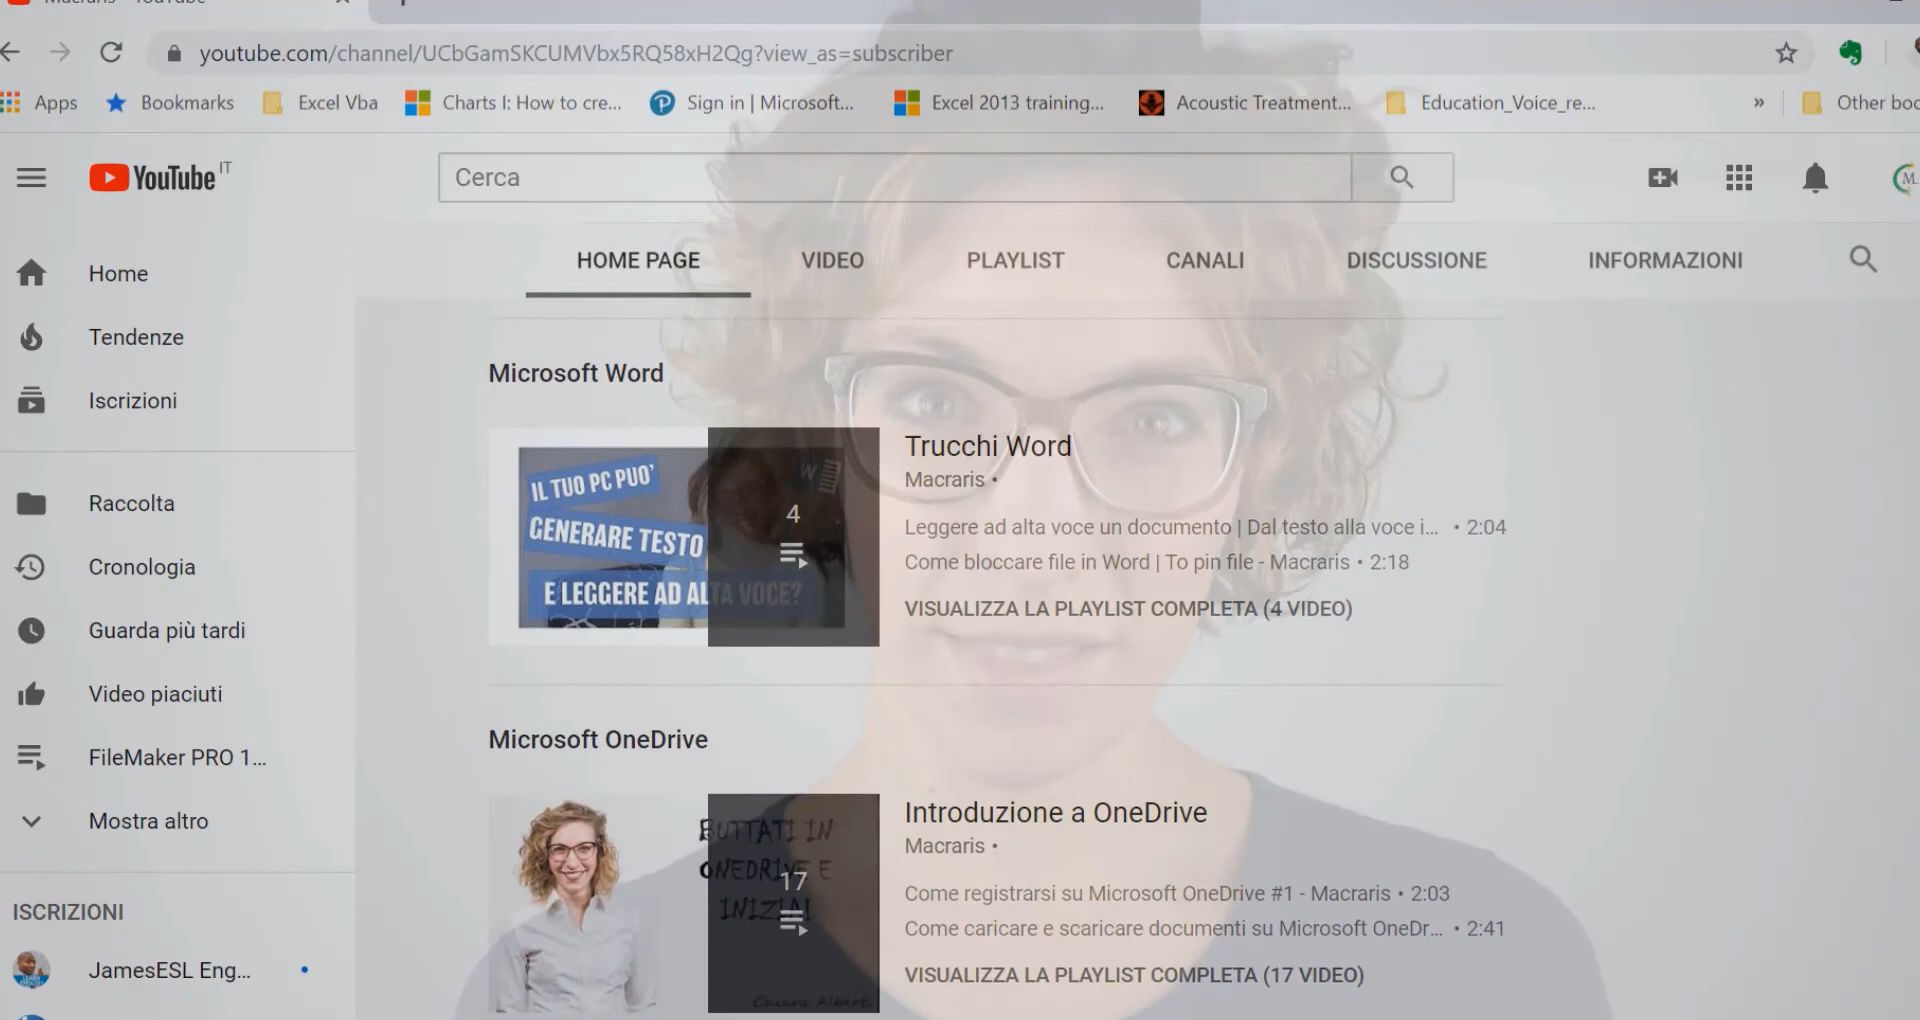 youtube.com/channel/UCbGamSKCUMVbx5RQ58xH2Qg?view_as=subscriber
Apps
Bookmarks
Excel Vba
Charts I: How to cre...
Sign in | Microsoft...
Excel 2013 training...
Acoustic Treatment...
Education_Voice_re...
»
Other boo
YouTube IT
Cerca
HOME PAGE
VIDEO
PLAYLIST
CANALI
DISCUSSIONE
INFORMAZIONI
Home
Tendenze
Iscrizioni
Raccolta
Cronologia
Guarda più tardi
Video piaciuti
FileMaker PRO 1...
Mostra altro
ISCRIZIONI
JamesESL Eng...
Microsoft Word
IL TUO PC PUO'
GENERARE TESTO
E LEGGERE AD ALTA VOCE?
4
Trucchi Word
Macraris •
Leggere ad alta voce un documento | Dal testo alla voce i... • 2:04
Come bloccare file in Word | To pin file - Macraris • 2:18
VISUALIZZA LA PLAYLIST COMPLETA (4 VIDEO)
Microsoft OneDrive
BUTTATI IN
ONEDRIVE E
INIZIA!
17
Chiara Alberti
Introduzione a OneDrive
Macraris •
Come registrarsi su Microsoft OneDrive #1 - Macraris • 2:03
Come caricare e scaricare documenti su Microsoft OneDr... • 2:41
VISUALIZZA LA PLAYLIST COMPLETA (17 VIDEO)